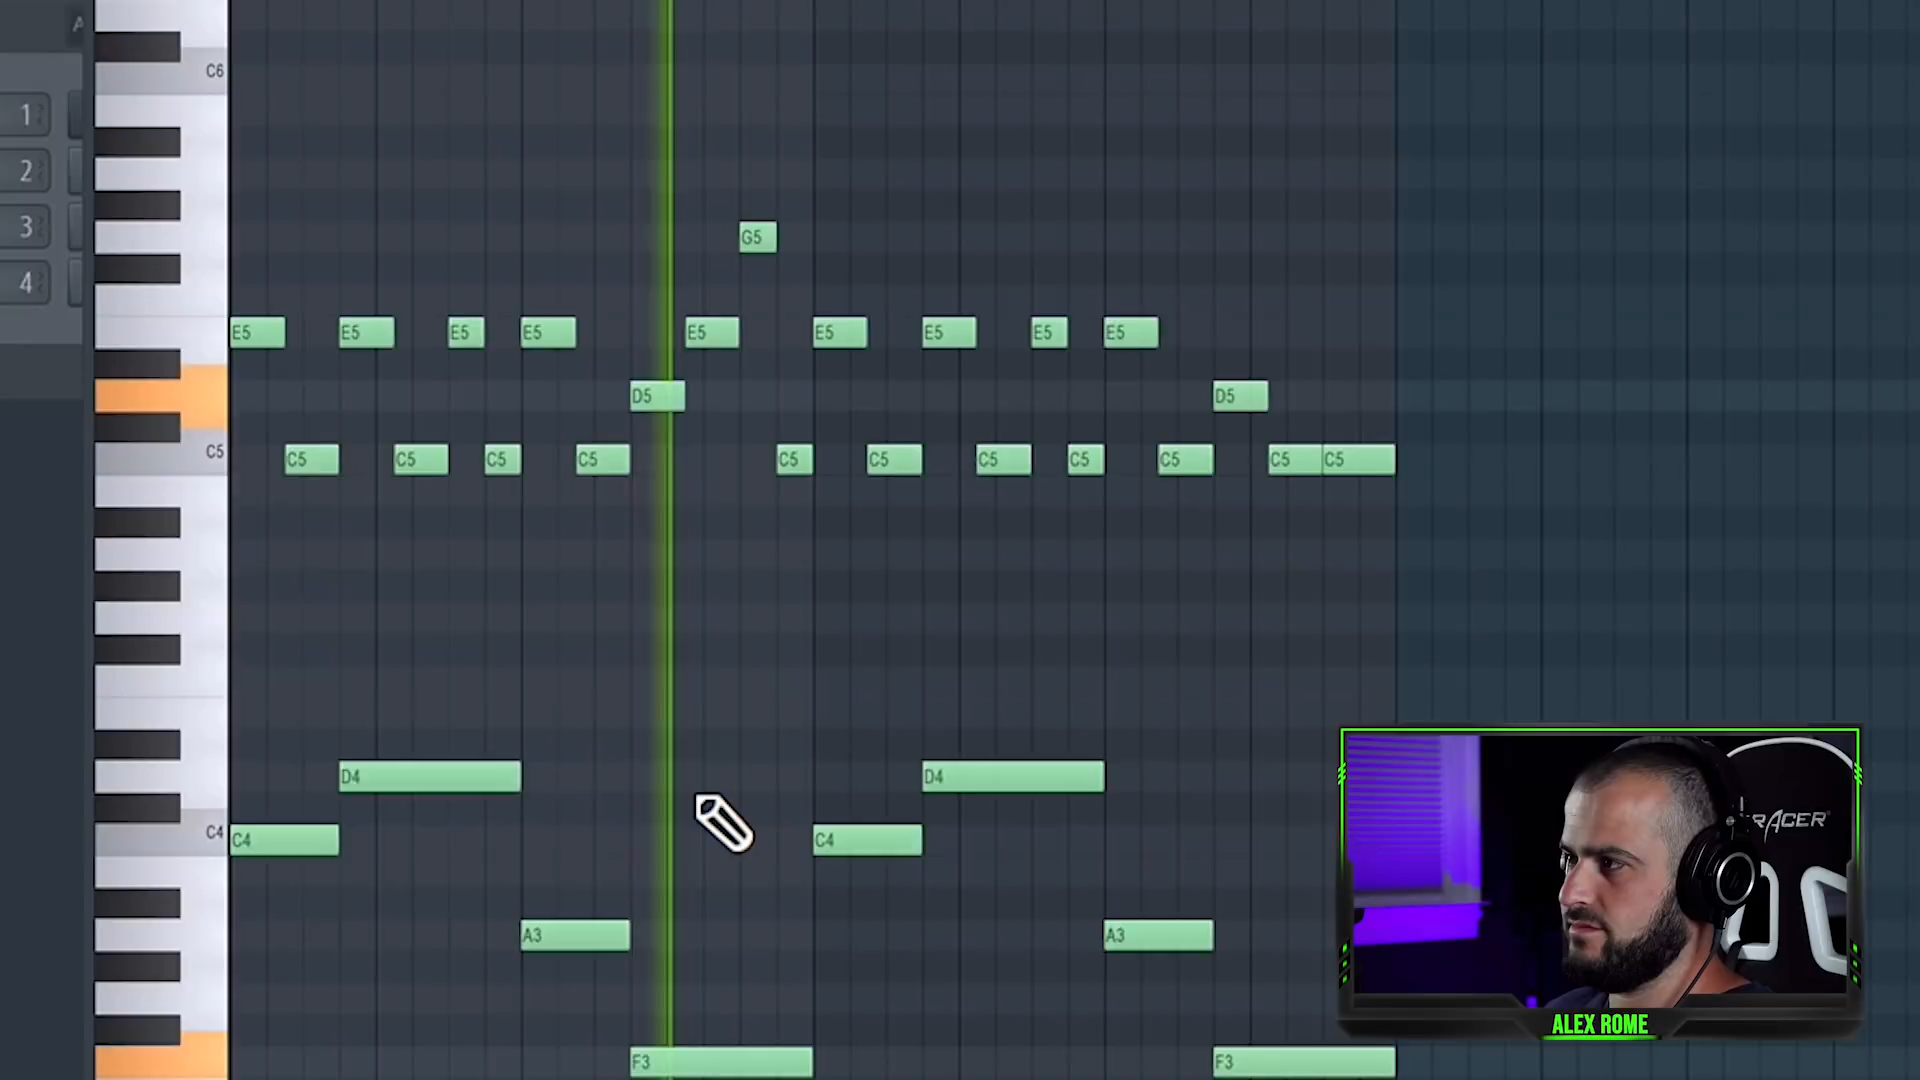 A
C6
1
2
3
G5
4
E5 E5 E5 E5 E5 E5 E5 E5 E5
D5 D5
C5 C5 C5 C5 C5 C5 C5 C5 C5 C5 C5 C5
D4 D4
C4 C4 C4
A3 A3
F3 F3
RACER
ALEX ROME